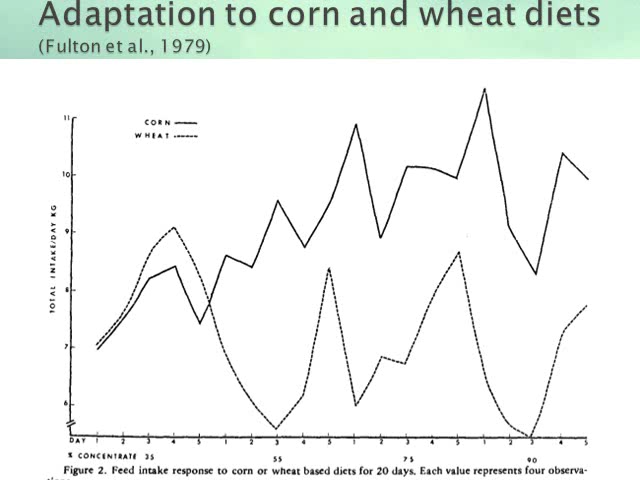 Adaptation to corn and wheat diets
(Fulton et al., 1979)
CORN
WHEAT
TOTAL INTAKE/DAY KG
11
10
9
8
7
6
DAY 1 2 3 4 5 1 2 3 4 5 1 2 3 4 5 1 2 3 4 5
% CONCENTRATE 35 55 75 90
Figure 2. Feed intake response to corn or wheat based diets for 20 days. Each value represents four observa-